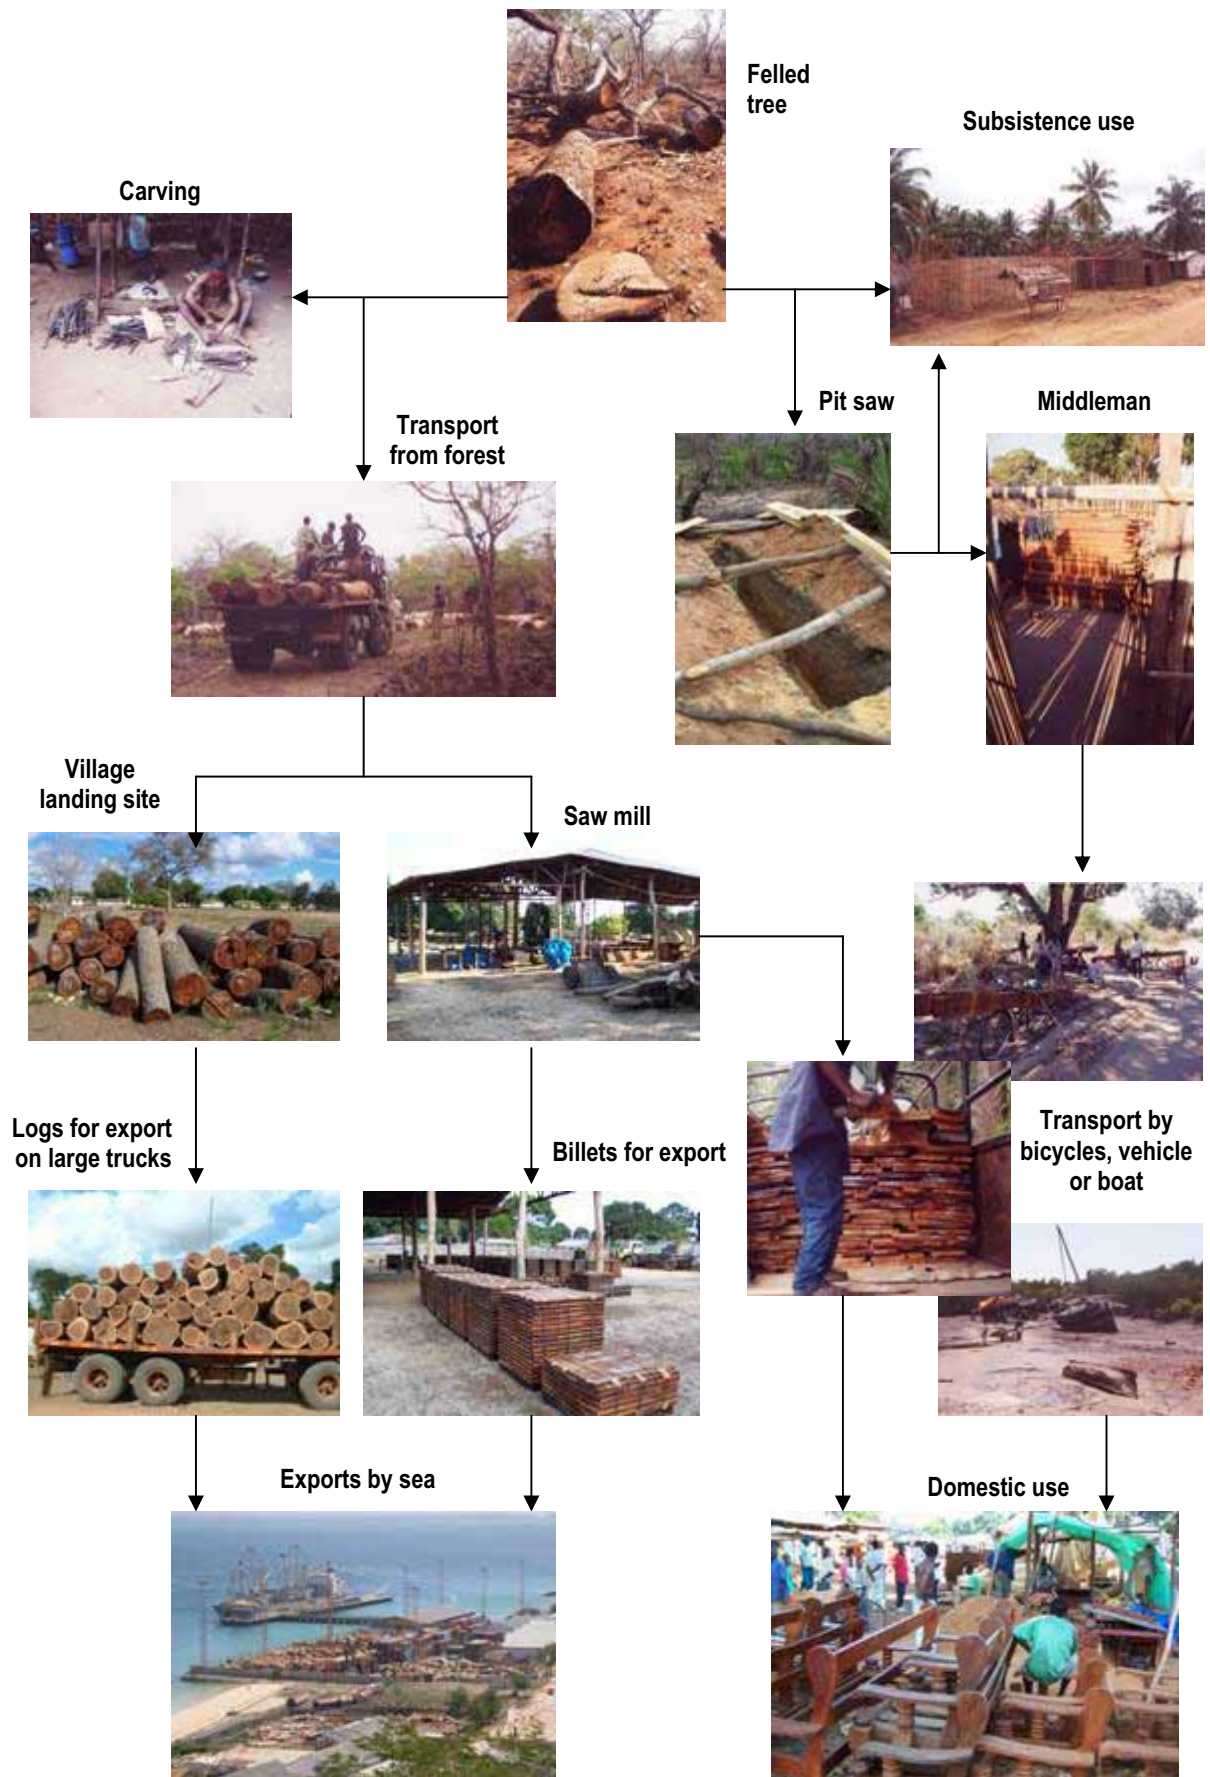 Felled
tree
Subsistence use
Carving
Transport
from forest
Pit saw
Middleman
Village
landing site
Saw mill
Logs for export
on large trucks
Billets for export
Transport by
bicycles, vehicle
or boat
Exports by sea
Domestic use